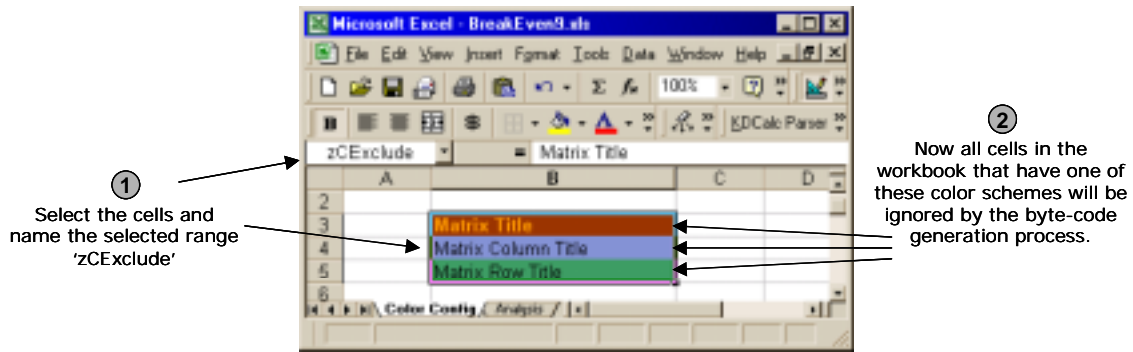 Microsoft Excel - BreakEven9.xls
File Edit View Insert Format Tools Data Window Help
100%
B KDCalc Parser
zCExclude = Matrix Title
A B C D
2
3 Matrix Title
4 Matrix Column Title
5 Matrix Row Title
6
Color Config Analysis
1
Select the cells and
name the selected range
'zCExclude'
2
Now all cells in the
workbook that have one of
these color schemes will be
ignored by the byte-code
generation process.